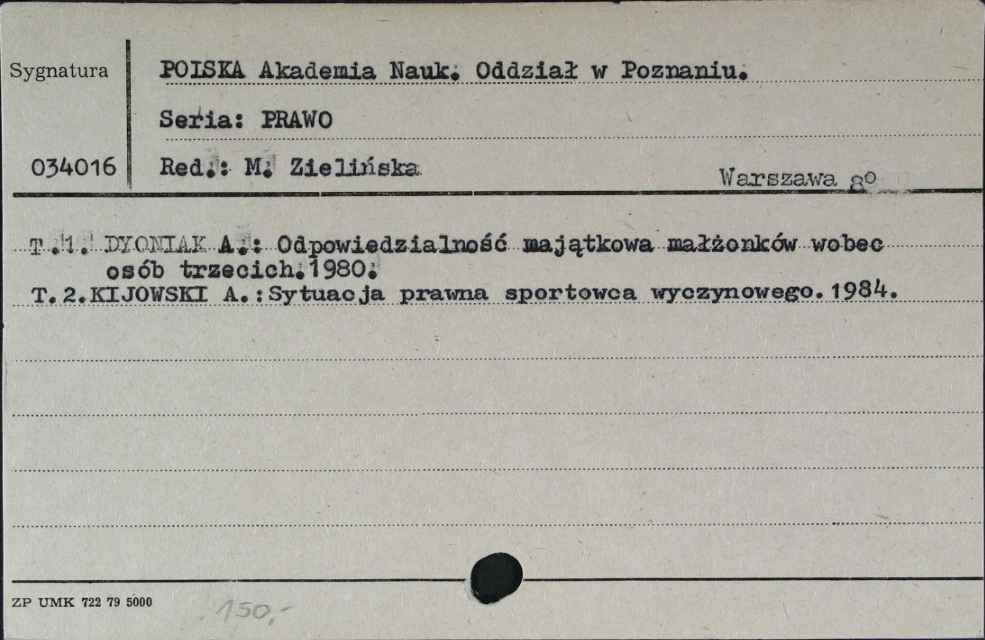 Sygnatura
POLSKA Akademia Nauk. Oddział w Poznaniu.
Seria: PRAWO
034016
Red.: M. Zielińska
Warszawa 8°
T.1. DYONIAK A.: Odpowiedzialność majątkowa małżonków wobec
osób trzecich.1980.
T.2.KIJOWSKI A.:Sytuacja prawna sportowca wyczynowego.1984.
ZP UMK 722 79 5000
150,-